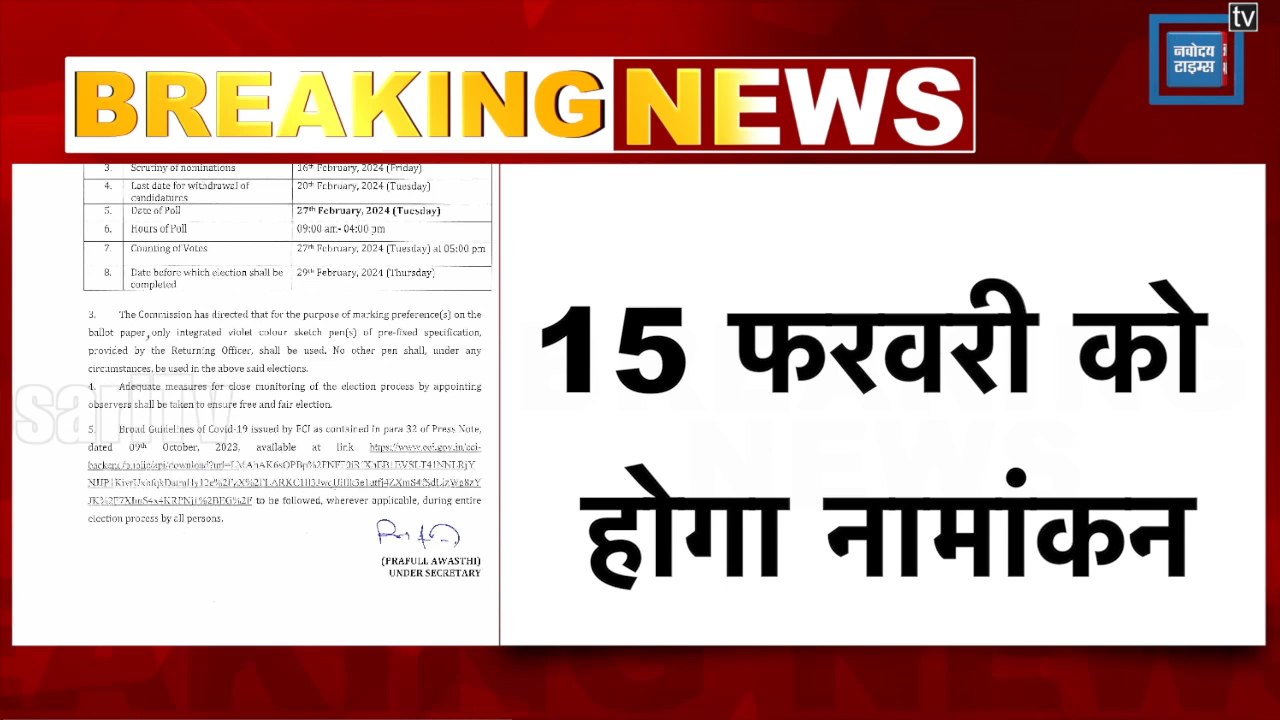 tv
नवोदय
टाइम्स
BREAKING NEWS
3. Scrutiny of nominations 16th February, 2024 (Friday)
4. Last date for withdrawal of candidatures 20th February, 2024 (Tuesday)
5. Date of Poll 27th February, 2024 (Tuesday)
6. Hours of Poll 09:00 am- 04:00 pm
7. Counting of Votes 27th February, 2024 (Tuesday) at 05:00 pm
8. Date before which election shall be completed 29th February, 2024 (Thursday)
3. The Commission has directed that for the purpose of marking preference(s) on the
ballot paper, only integrated violet colour sketch pen(s) of pre-fixed specification,
provided by the Returning Officer, shall be used. No other pen shall, under any
circumstances, be used in the above said elections.
4. Adequate measures for close monitoring of the election process by appointing
observers shall be taken to ensure free and fair election.
5. Broad Guidelines of Covid-19 issued by ECI as contained in para 32 of Press Note,
dated 09th October, 2023, available at link https://www.eci.gov.in/eci-
to be followed, wherever applicable, during entire
election process by all persons.
(PRAFULL AWASTHI)
UNDER SECRETARY
15 फरवरी को
होगा नामांकन